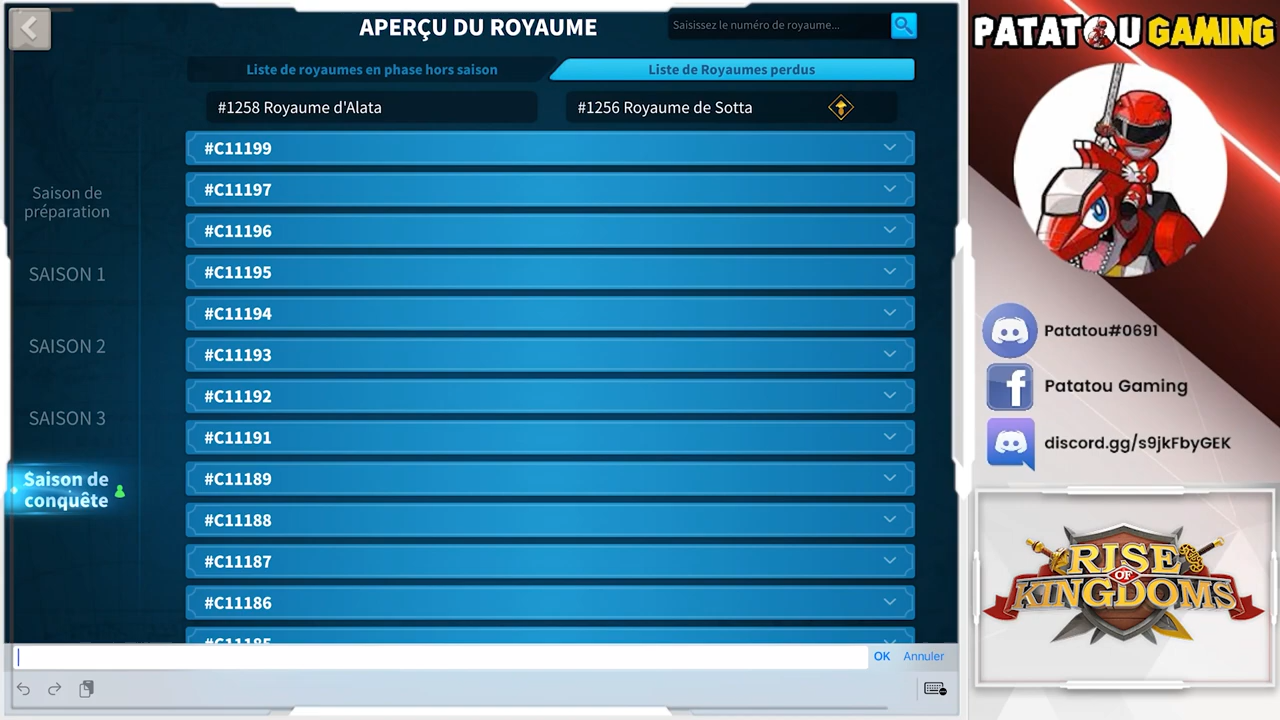 APERÇU DU ROYAUME
Saisissez le numéro de royaume...
Liste de royaumes en phase hors saison
Liste de Royaumes perdus
#1258 Royaume d'Alata
#1256 Royaume de Sotta
Saison de
préparation
SAISON 1
SAISON 2
SAISON 3
Saison de
conquête
#C11199
#C11197
#C11196
#C11195
#C11194
#C11193
#C11192
#C11191
#C11189
#C11188
#C11187
#C11186
#C11185
OK
Annuler
PATATOU GAMING
Patatou#0691
Patatou Gaming
discord.gg/s9jkFbyGEK
RISE
OF
KINGDOMS